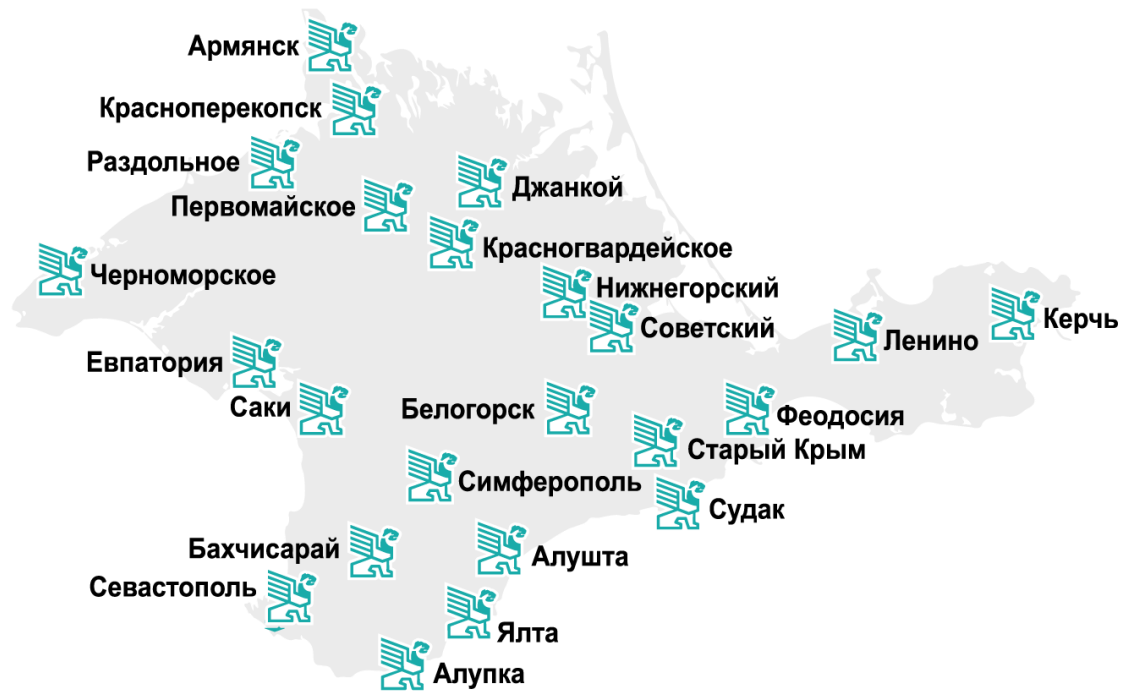 Армянск
Красноперекопск
Раздольное
Джанкой
Первомайское
Красногвардейское
Черноморское
Нижнегорский
Керчь
Советский
Ленино
Евпатория
Саки
Белогорск
Феодосия
Старый Крым
Симферополь
Судак
Бахчисарай
Алушта
Севастополь
Ялта
Алупка